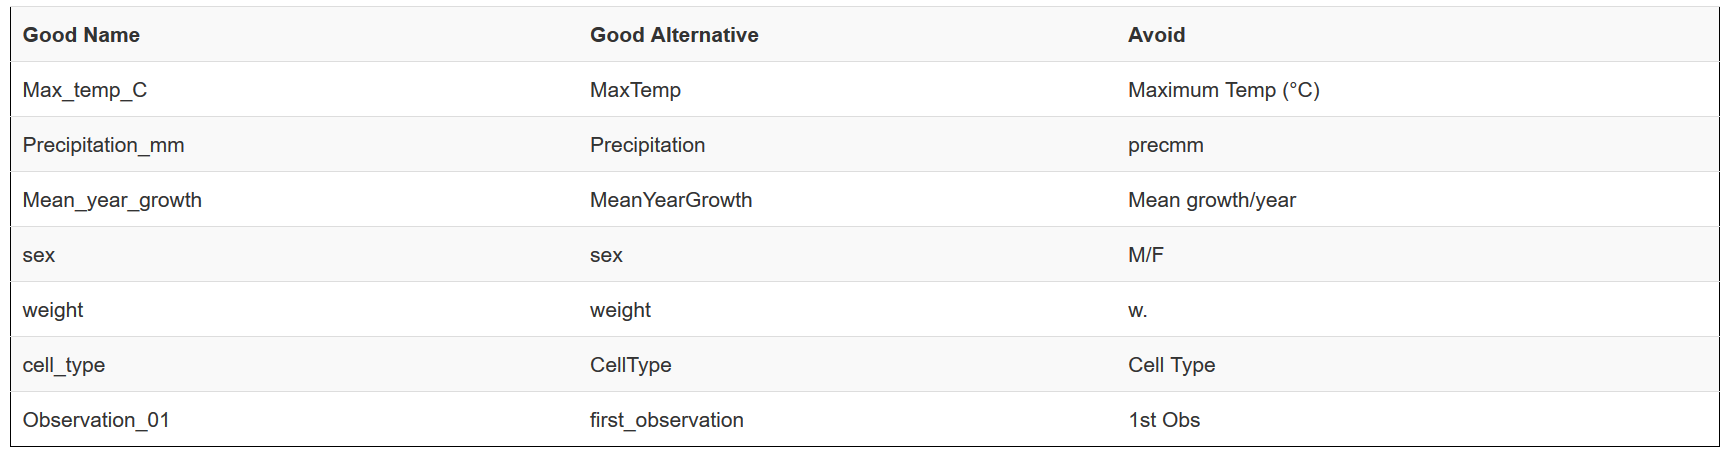 Good Name Good Alternative Avoid
Max_temp_C MaxTemp Maximum Temp (°C)
Precipitation_mm Precipitation precmm
Mean_year_growth MeanYearGrowth Mean growth/year
sex sex M/F
weight weight w.
cell_type CellType Cell Type
Observation_01 first_observation 1st Obs